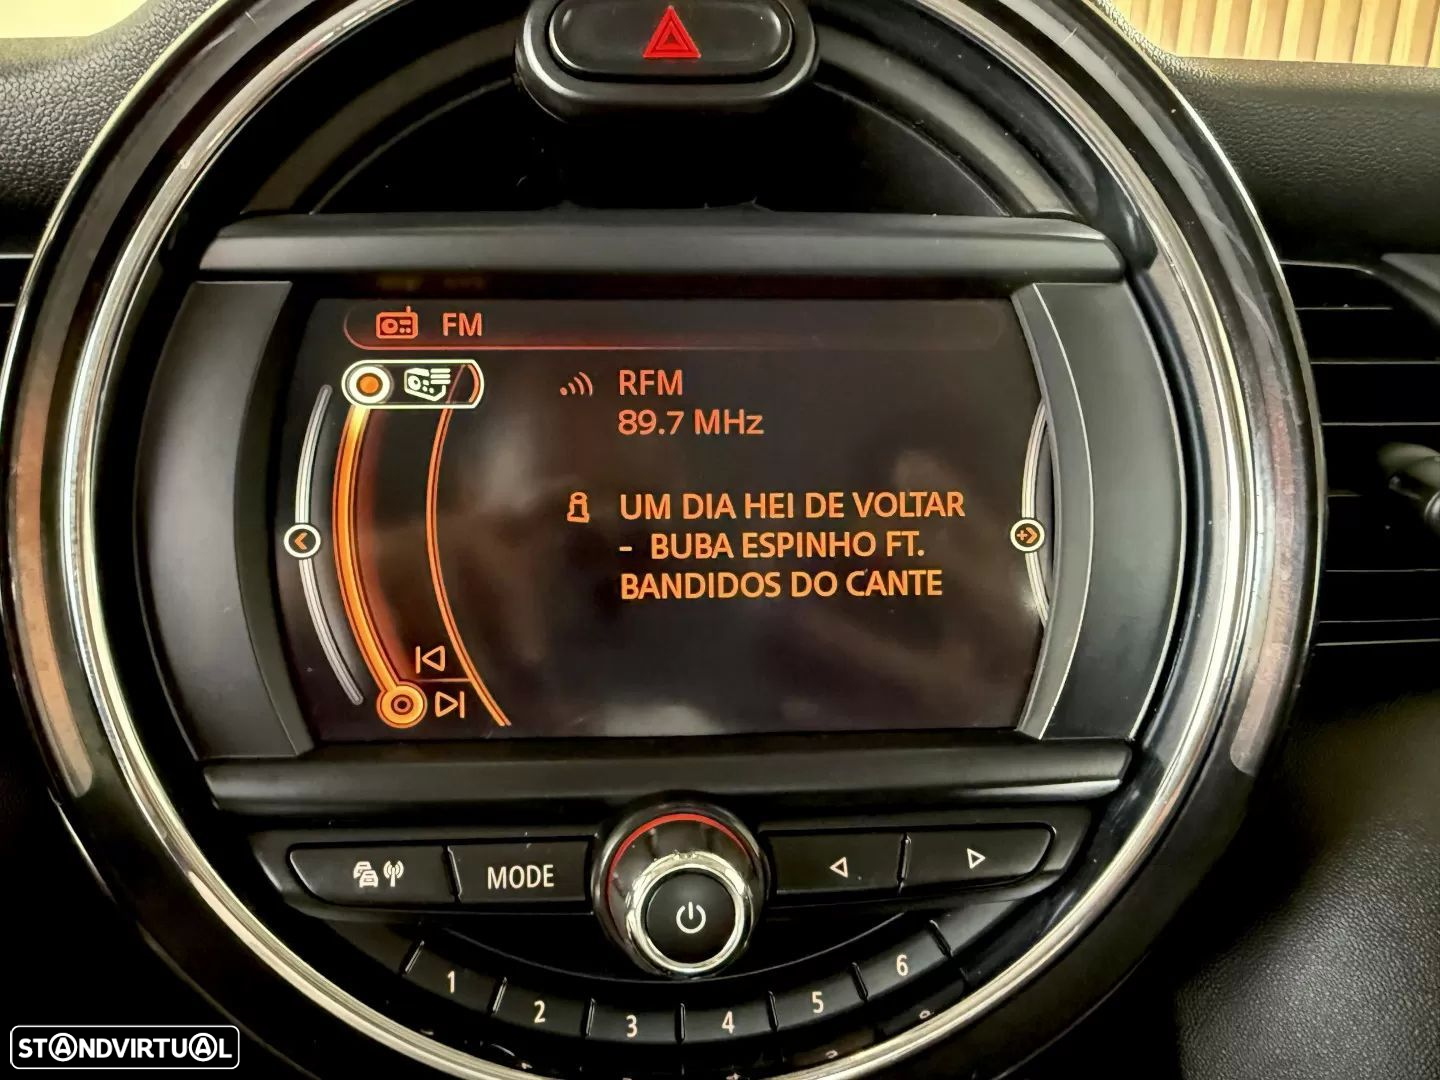 FM
RFM
89.7 MHz
UM DIA HEI DE VOLTAR
- BUBA ESPINHO FT.
BANDIDOS DO CANTE
MODE
1
2
3
4
5
6
STANDVIRTUAL